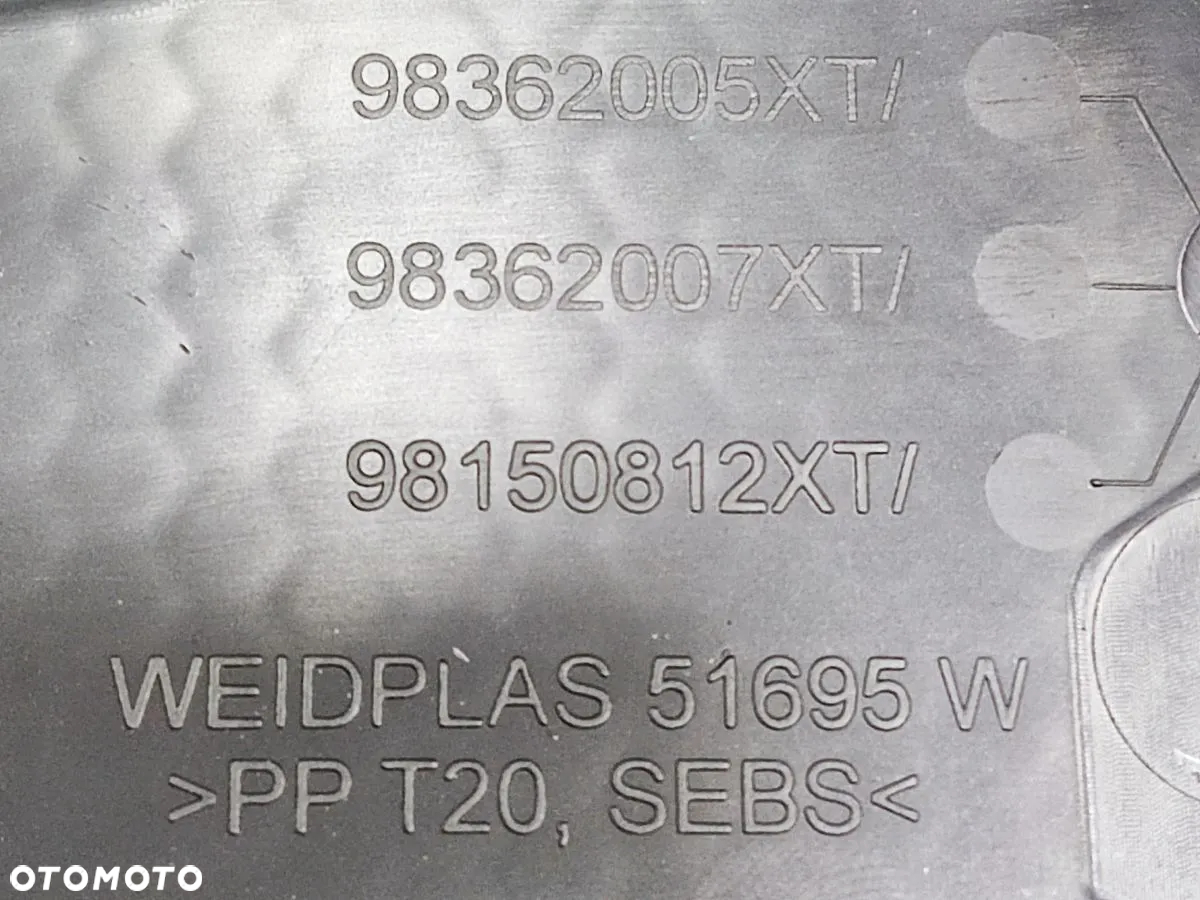 98362005XT/
98362007XT/
98150812XT/
WEIDPLAS 51695 W
>PP T20, SEBS<
OTOMOTO